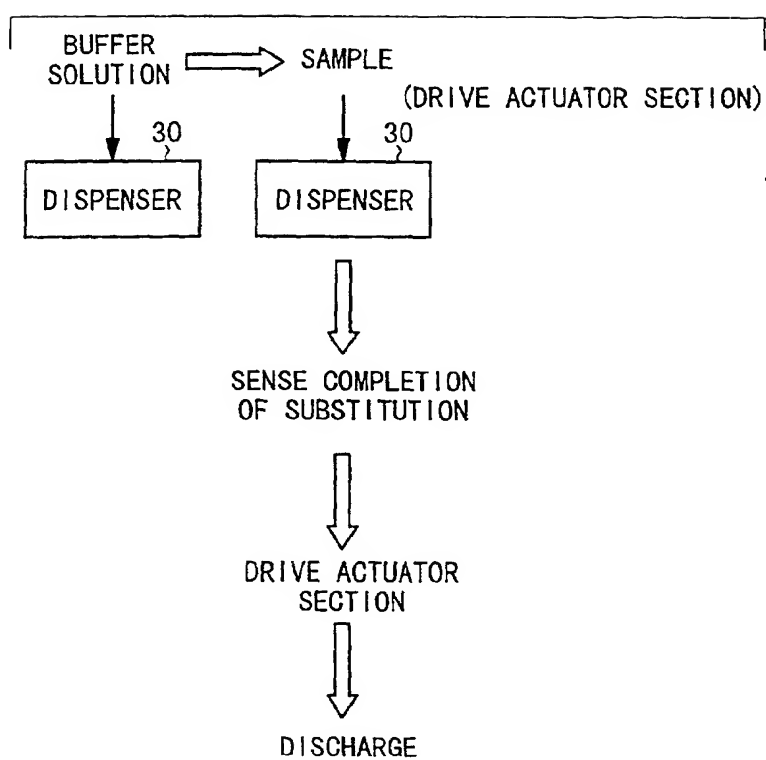 BUFFER
SOLUTION
SAMPLE
(DRIVE ACTUATOR SECTION)
30
30
DISPENSER
DISPENSER
SENSE COMPLETION
OF SUBSTITUTION
DRIVE ACTUATOR
SECTION
DISCHARGE